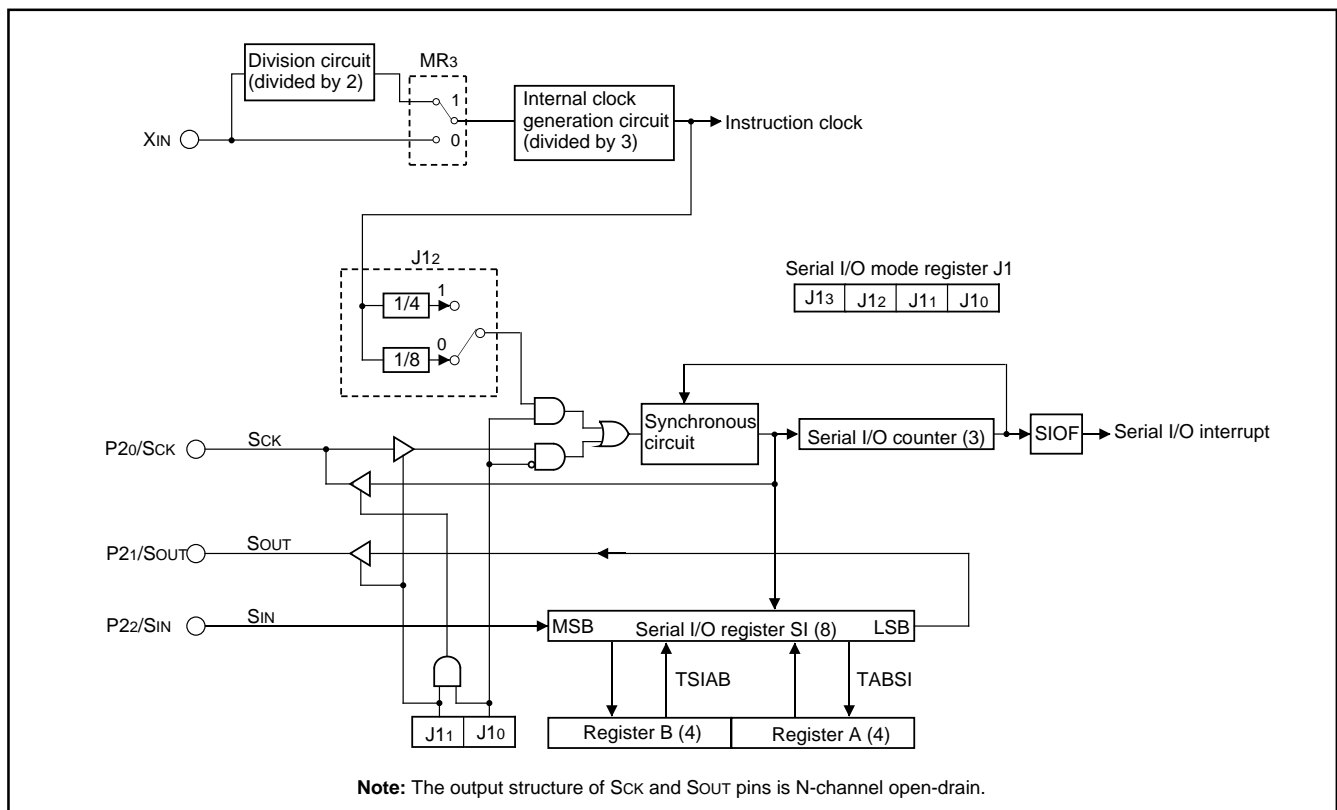 Division circuit
(divided by 2)
MR3
1
0
Internal clock
generation circuit
(divided by 3)
Instruction clock
XIN
J12
1/4
1
1/8
0
Serial I/O mode register J1
J13 J12 J11 J10
P20/SCK
SCK
Synchronous
circuit
Serial I/O counter (3)
SIOF
Serial I/O interrupt
P21/SOUT
SOUT
P22/SIN
SIN
MSB Serial I/O register SI (8) LSB
TSIAB
TABSI
J11 J10
Register B (4) Register A (4)
Note: The output structure of SCK and SOUT pins is N-channel open-drain.